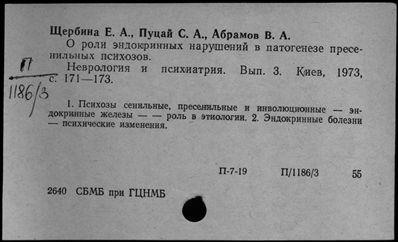 Щербина Е. А., Пуцай С. А., Абрамов В. А.
О роли эндокринных нарушений в патогенезе пресе-
нильных психозов.
Неврология и психиатрия. Вып. 3. Киев, 1973,
с. 171—173.
П
1186/3
1. Психозы сенильные, пресенильные и инволюционные — эн-
докринные железы — — роль в этиологии. 2. Эндокринные болезни
— психические изменения.
П-7-19 П/1186/3 55
2640 СБМБ при ГЦНМБ